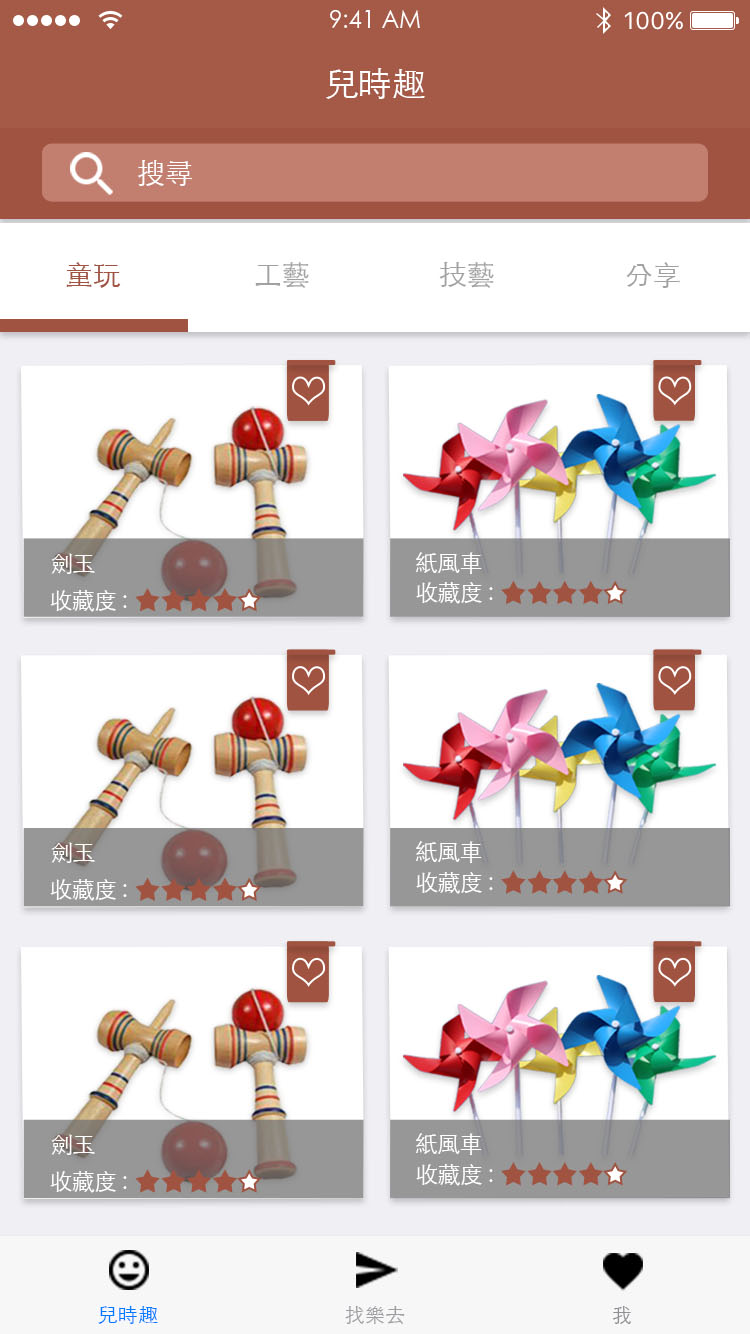 9:41 AM 100%
兒時趣
搜尋
童玩 工藝 技藝 分享
劍玉
收藏度：
紙風車
收藏度：
劍玉
收藏度：
紙風車
收藏度：
劍玉
收藏度：
紙風車
收藏度：
兒時趣 找樂去 我